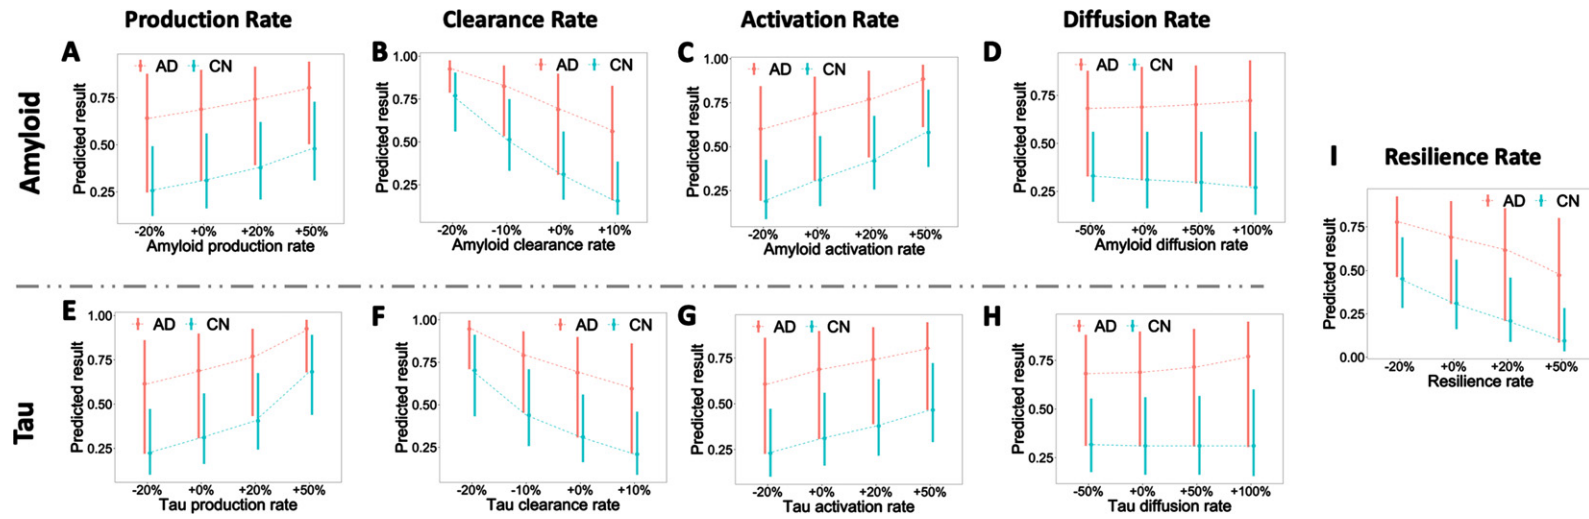 Production Rate
Clearance Rate
Activation Rate
Diffusion Rate
Amyloid
A
AD CN
Predicted result
0.75
0.50
0.25
-20% +0% +20% +50%
Amyloid production rate
B
AD CN
Predicted result
1.00
0.75
0.50
0.25
-20% -10% +0% +10%
Amyloid clearance rate
C
AD CN
Predicted result
1.00
0.75
0.50
0.25
-20% +0% +20% +50%
Amyloid activation rate
D
AD CN
Predicted result
0.75
0.50
0.25
-50% +0% +50% +100%
Amyloid diffusion rate
I
Resilience Rate
AD CN
Predicted result
0.75
0.50
0.25
0.00
-20% +0% +20% +50%
Resilience rate
Tau
E
AD CN
Predicted result
1.00
0.75
0.50
0.25
-20% +0% +20% +50%
Tau production rate
F
AD CN
Predicted result
1.00
0.75
0.50
0.25
-20% -10% +0% +10%
Tau clearance rate
G
AD CN
Predicted result
0.75
0.50
0.25
-20% +0% +20% +50%
Tau activation rate
H
AD CN
Predicted result
0.75
0.50
0.25
-50% +0% +50% +100%
Tau diffusion rate